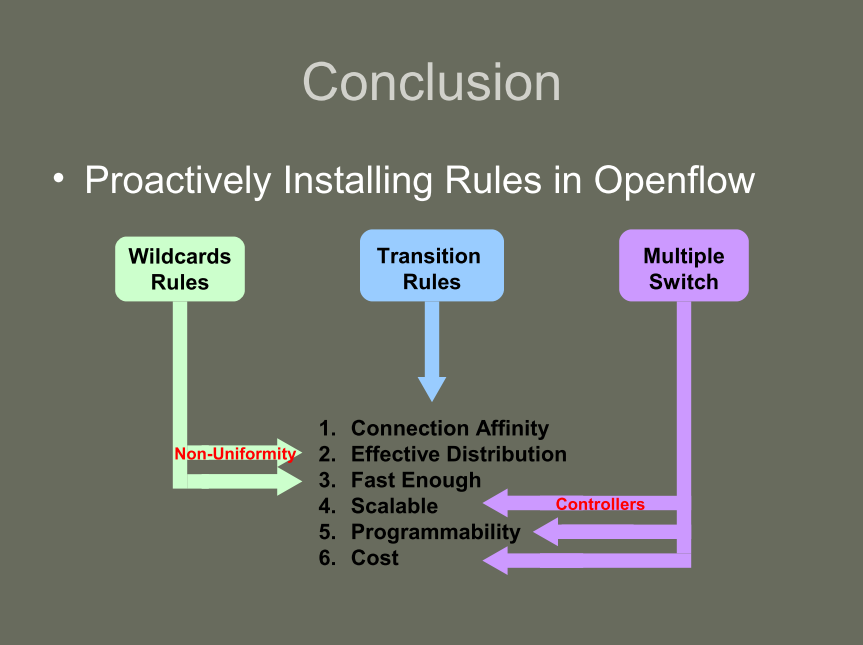 Conclusion
• Proactively Installing Rules in Openflow
Wildcards
Rules
Transition
Rules
Multiple
Switch
1. Connection Affinity
Non-Uniformity
2. Effective Distribution
3. Fast Enough
4. Scalable
Controllers
5. Programmability
6. Cost